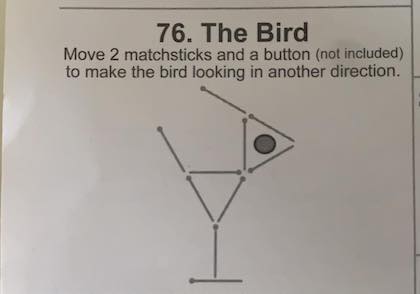 76. The Bird
Move 2 matchsticks and a button (not included)
to make the bird looking in another direction.